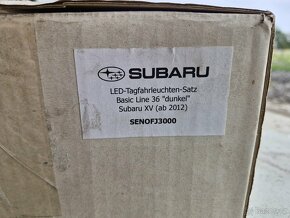 SUBARU
LED-Tagfahrleuchten-Satz
Basic Line 36 "dunkel"
Subaru XV (ab 2012)
SENOFJ3000